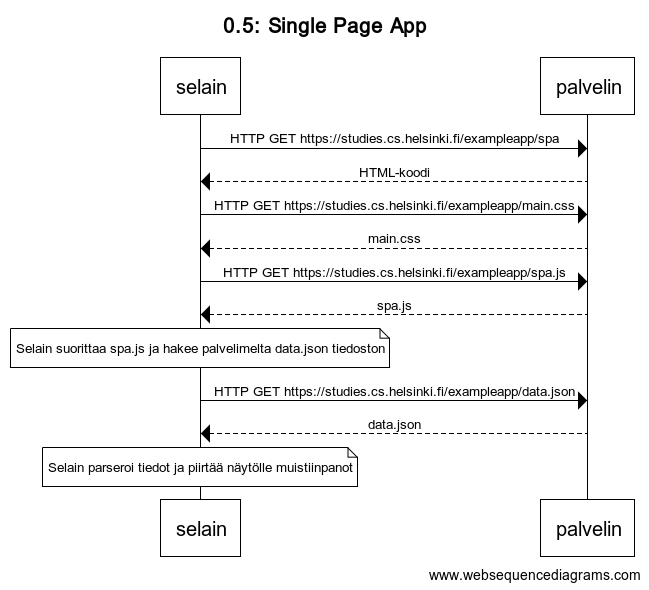 0.5: Single Page App
selain
palvelin
HTTP GET https://studies.cs.helsinki.fi/exampleapp/spa
HTML-koodi
HTTP GET https://studies.cs.helsinki.fi/exampleapp/main.css
main.css
HTTP GET https://studies.cs.helsinki.fi/exampleapp/spa.js
spa.js
Selain suorittaa spa.js ja hakee palvelimelta data.json tiedoston
HTTP GET https://studies.cs.helsinki.fi/exampleapp/data.json
data.json
Selain parseroi tiedot ja piirtää näytölle muistiinpanot
selain
palvelin
www.websequencediagrams.com